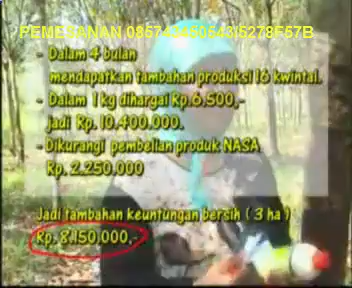 PEMESANAN 085743450543|5278F57B
- Dalam 4 bulan
mendapatkan tambahan produksi 16 kwintal.
- Dalam 1 kg dihargai Rp.6.500,-
jadi Rp. 10.400.000.
- Dikurangi pembelian produk NASA
Rp. 2.250.000
Jadi tambahan keuntungan bersih ( 3 ha )
Rp. 8.150.000,-